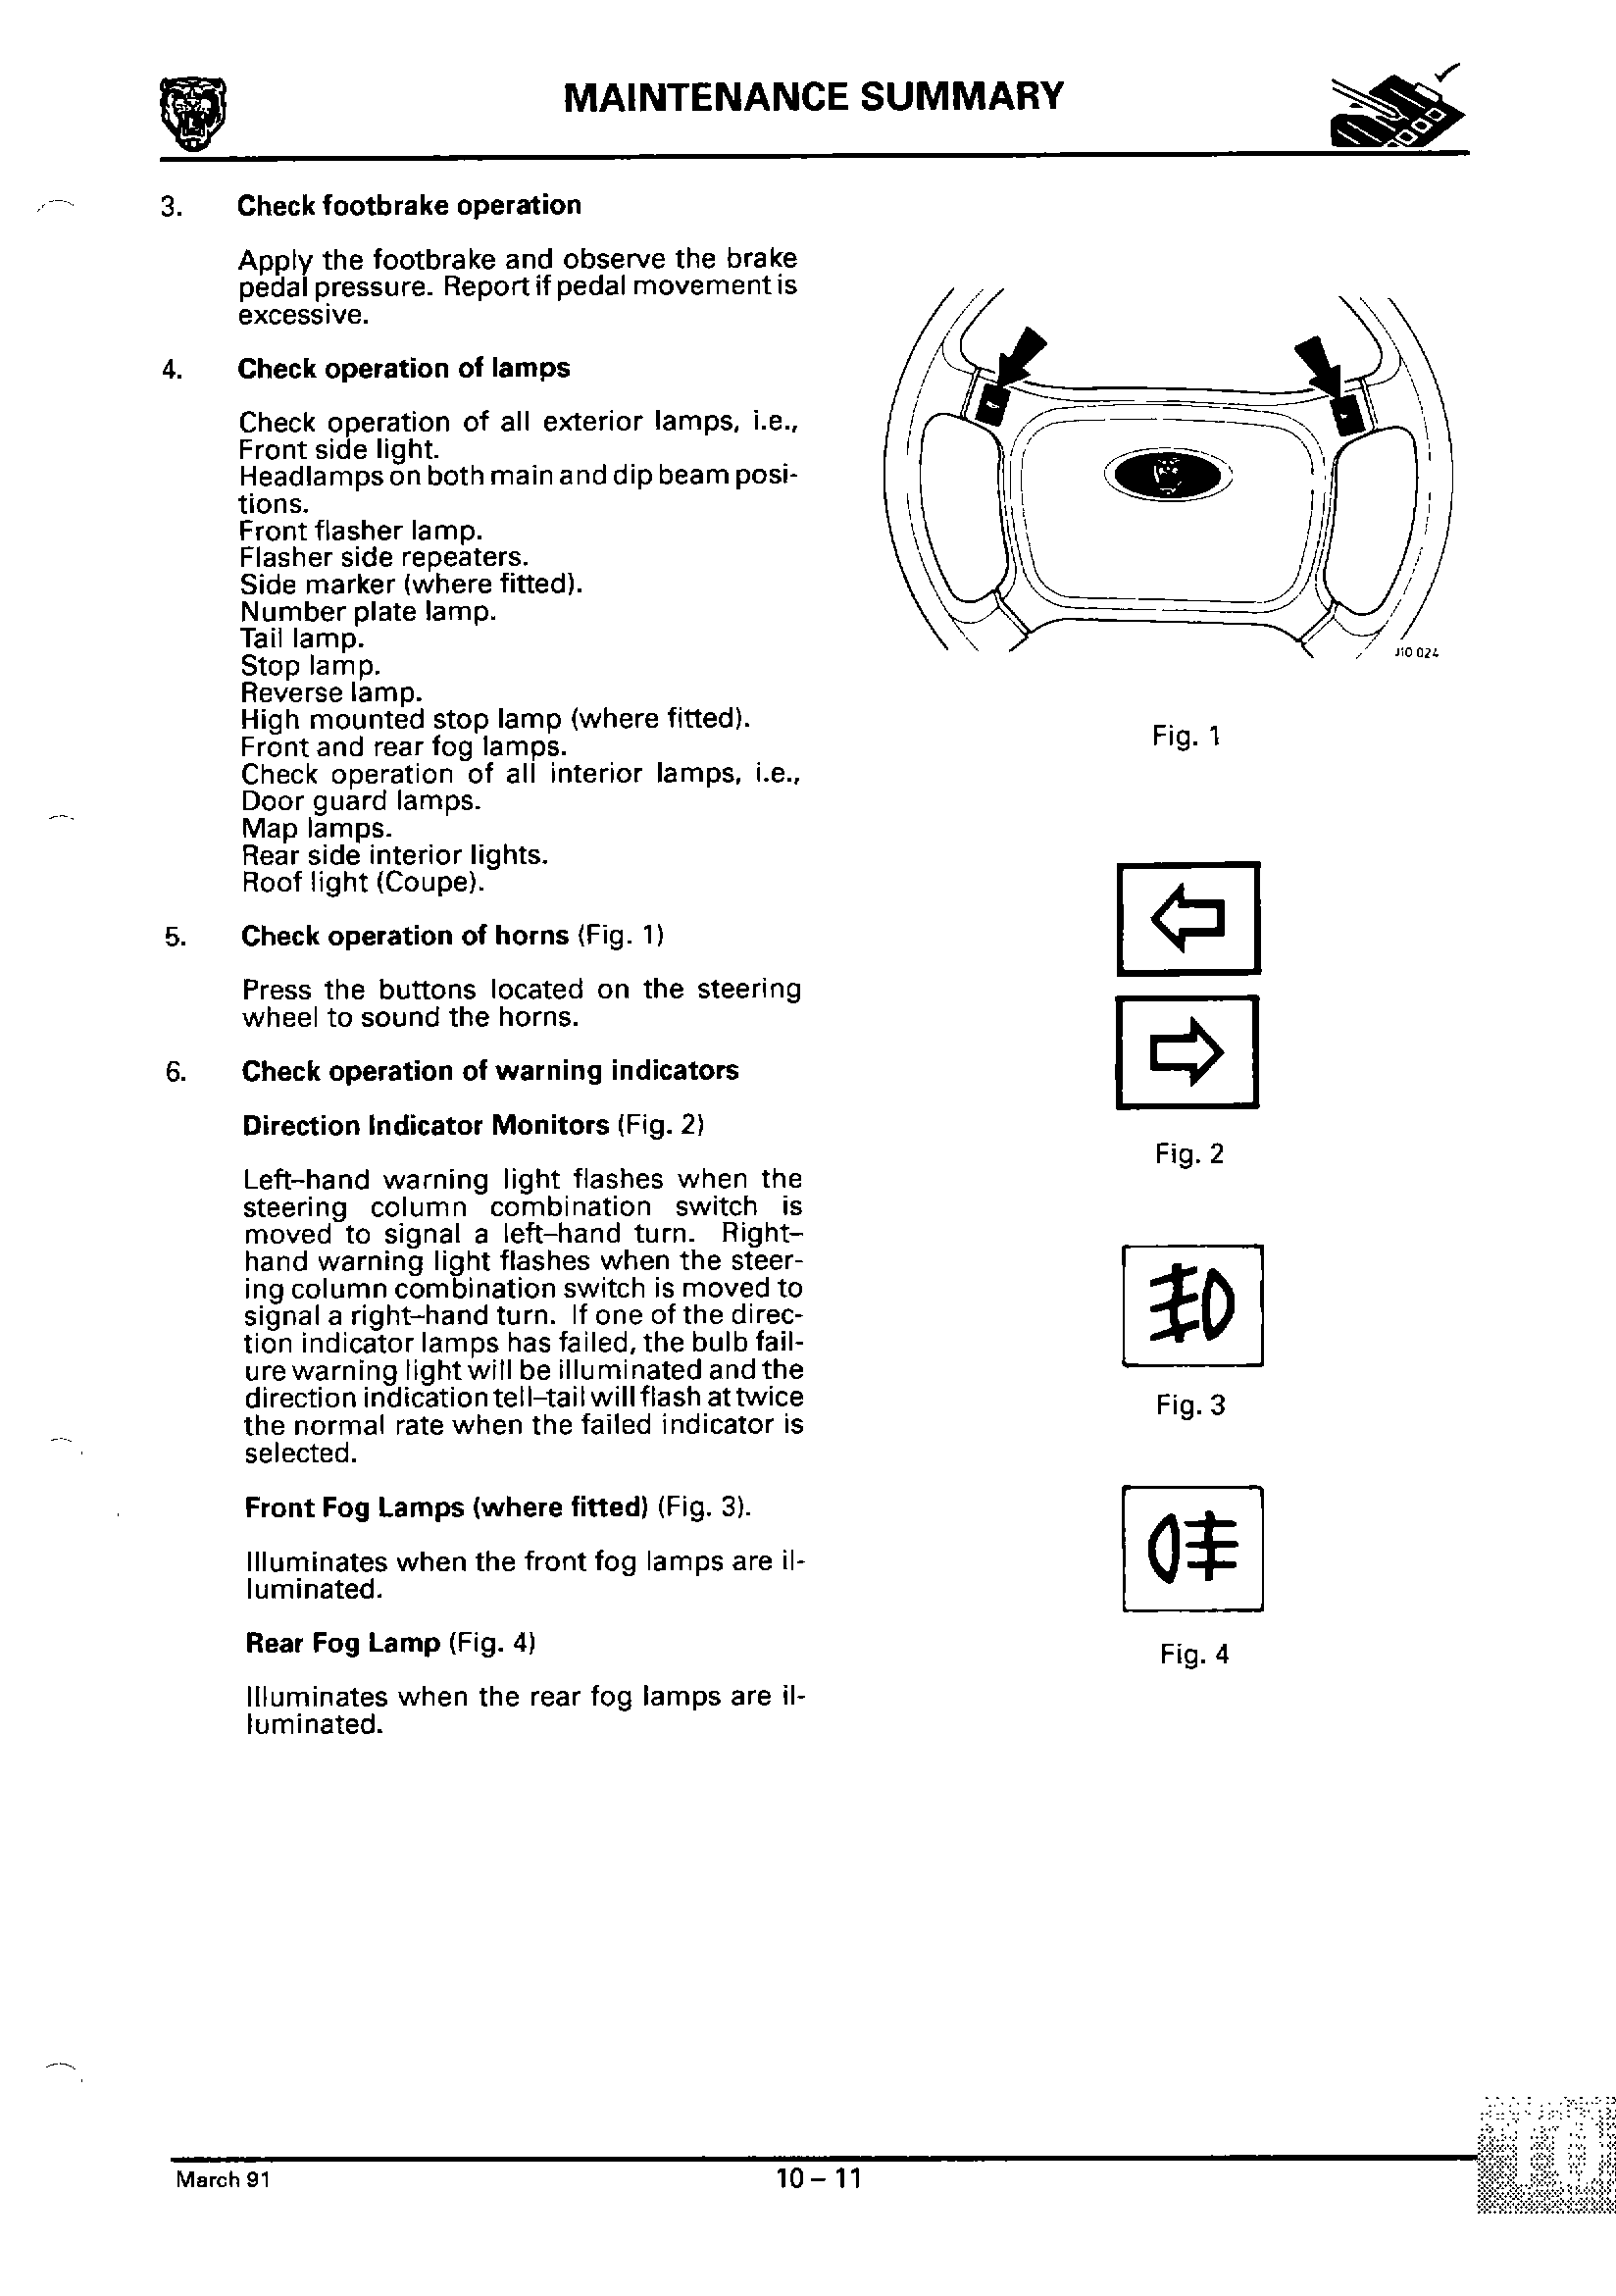 MAINTENANCE SUMMARY
3. Check footbrake operation
Apply the footbrake and observe the brake
pedal pressure. Report if pedal movement is
excessive.
4. Check operation of lamps
Check operation of all exterior lamps, i.e.,
Front side light.
Headlamps on both main and dip beam posi-
tions.
Front flasher lamp.
Flasher side repeaters.
Side marker (where fitted).
Number plate lamp.
Tail lamp.
Stop lamp.
Reverse lamp.
High mounted stop lamp (where fitted).
Front and rear fog lamps.
Check operation of all interior lamps, i.e.,
Door guard lamps.
Map lamps.
Rear side interior lights.
Roof light (Coupe).
5. Check operation of horns (Fig. 1)
Press the buttons located on the steering
wheel to sound the horns.
6. Check operation of warning indicators
Direction Indicator Monitors (Fig. 2)
Left-hand warning light flashes when the
steering column combination switch is
moved to signal a left-hand turn. Right-
hand warning light flashes when the steer-
ing column combination switch is moved to
signal a right-hand turn. If one of the direc-
tion indicator lamps has failed, the bulb fail-
ure warning light will be illuminated and the
direction indication tell-tail will flash at twice
the normal rate when the failed indicator is
selected.
Front Fog Lamps (where fitted) (Fig. 3).
Illuminates when the front fog lamps are il-
luminated.
Rear Fog Lamp (Fig. 4)
Illuminates when the rear fog lamps are il-
luminated.
J10 024
Fig. 1
Fig. 2
Fig. 3
Fig. 4
March 91
10 – 11
10